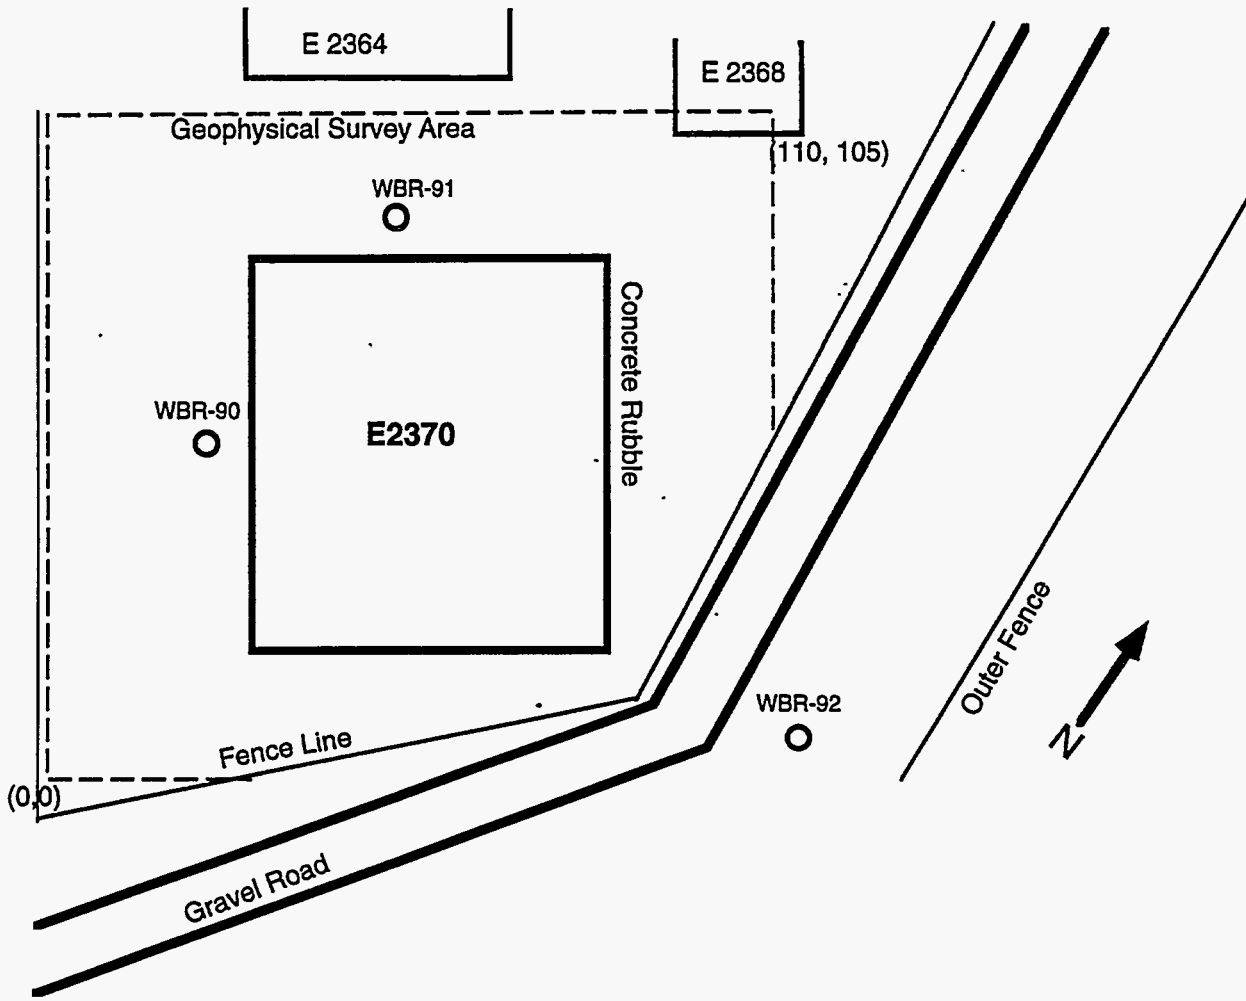 E 2364
E 2368
Geophysical Survey Area
(110, 105)
WBR-91
Concrete Rubble
WBR-90
E2370
Outer Fence
WBR-92
N
Fence Line
(0,0)
Gravel Road